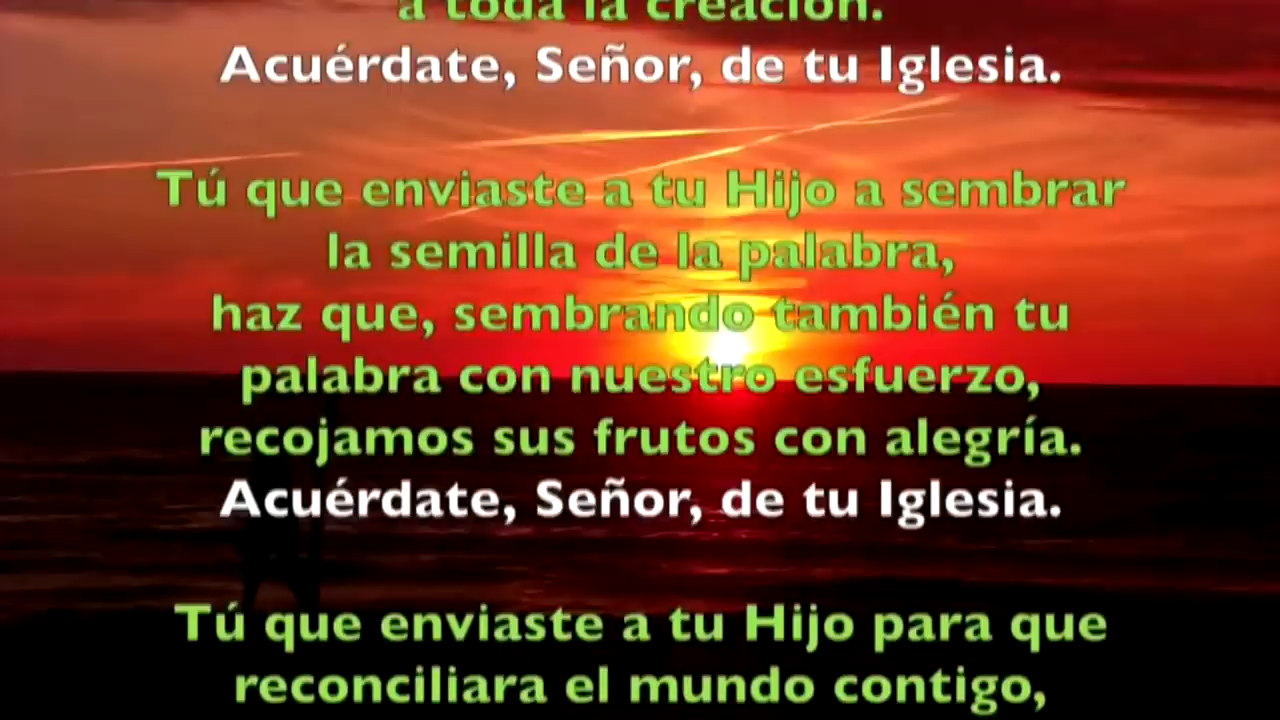 a toda la creación.
Acuérdate, Señor, de tu Iglesia.
Tú que enviaste a tu Hijo a sembrar
la semilla de la palabra,
haz que, sembrando también tu
palabra con nuestro esfuerzo,
recojamos sus frutos con alegría.
Acuérdate, Señor, de tu Iglesia.
Tú que enviaste a tu Hijo para que
reconciliara el mundo contigo,